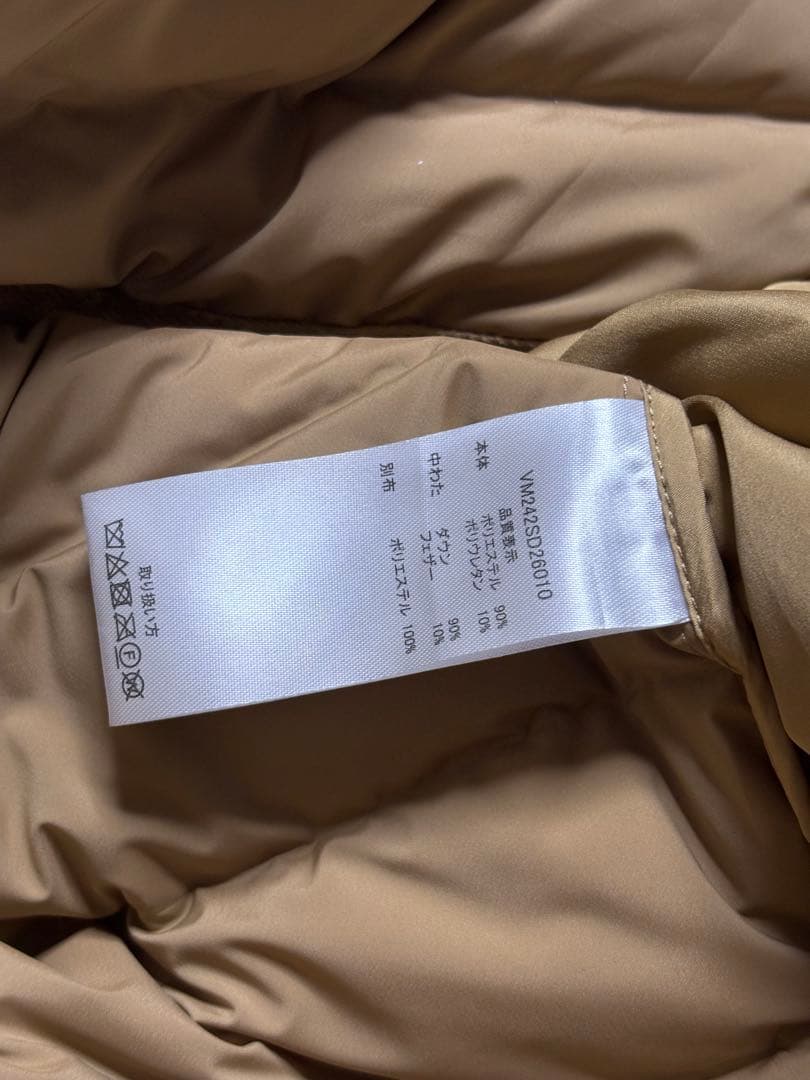 VM242SD26010
品質表示
本体 ポリエステル 90%
ポリウレタン 10%
中わた ダウン 90%
フェザー 10%
別布 ポリエステル 100%
取り扱い方
F W